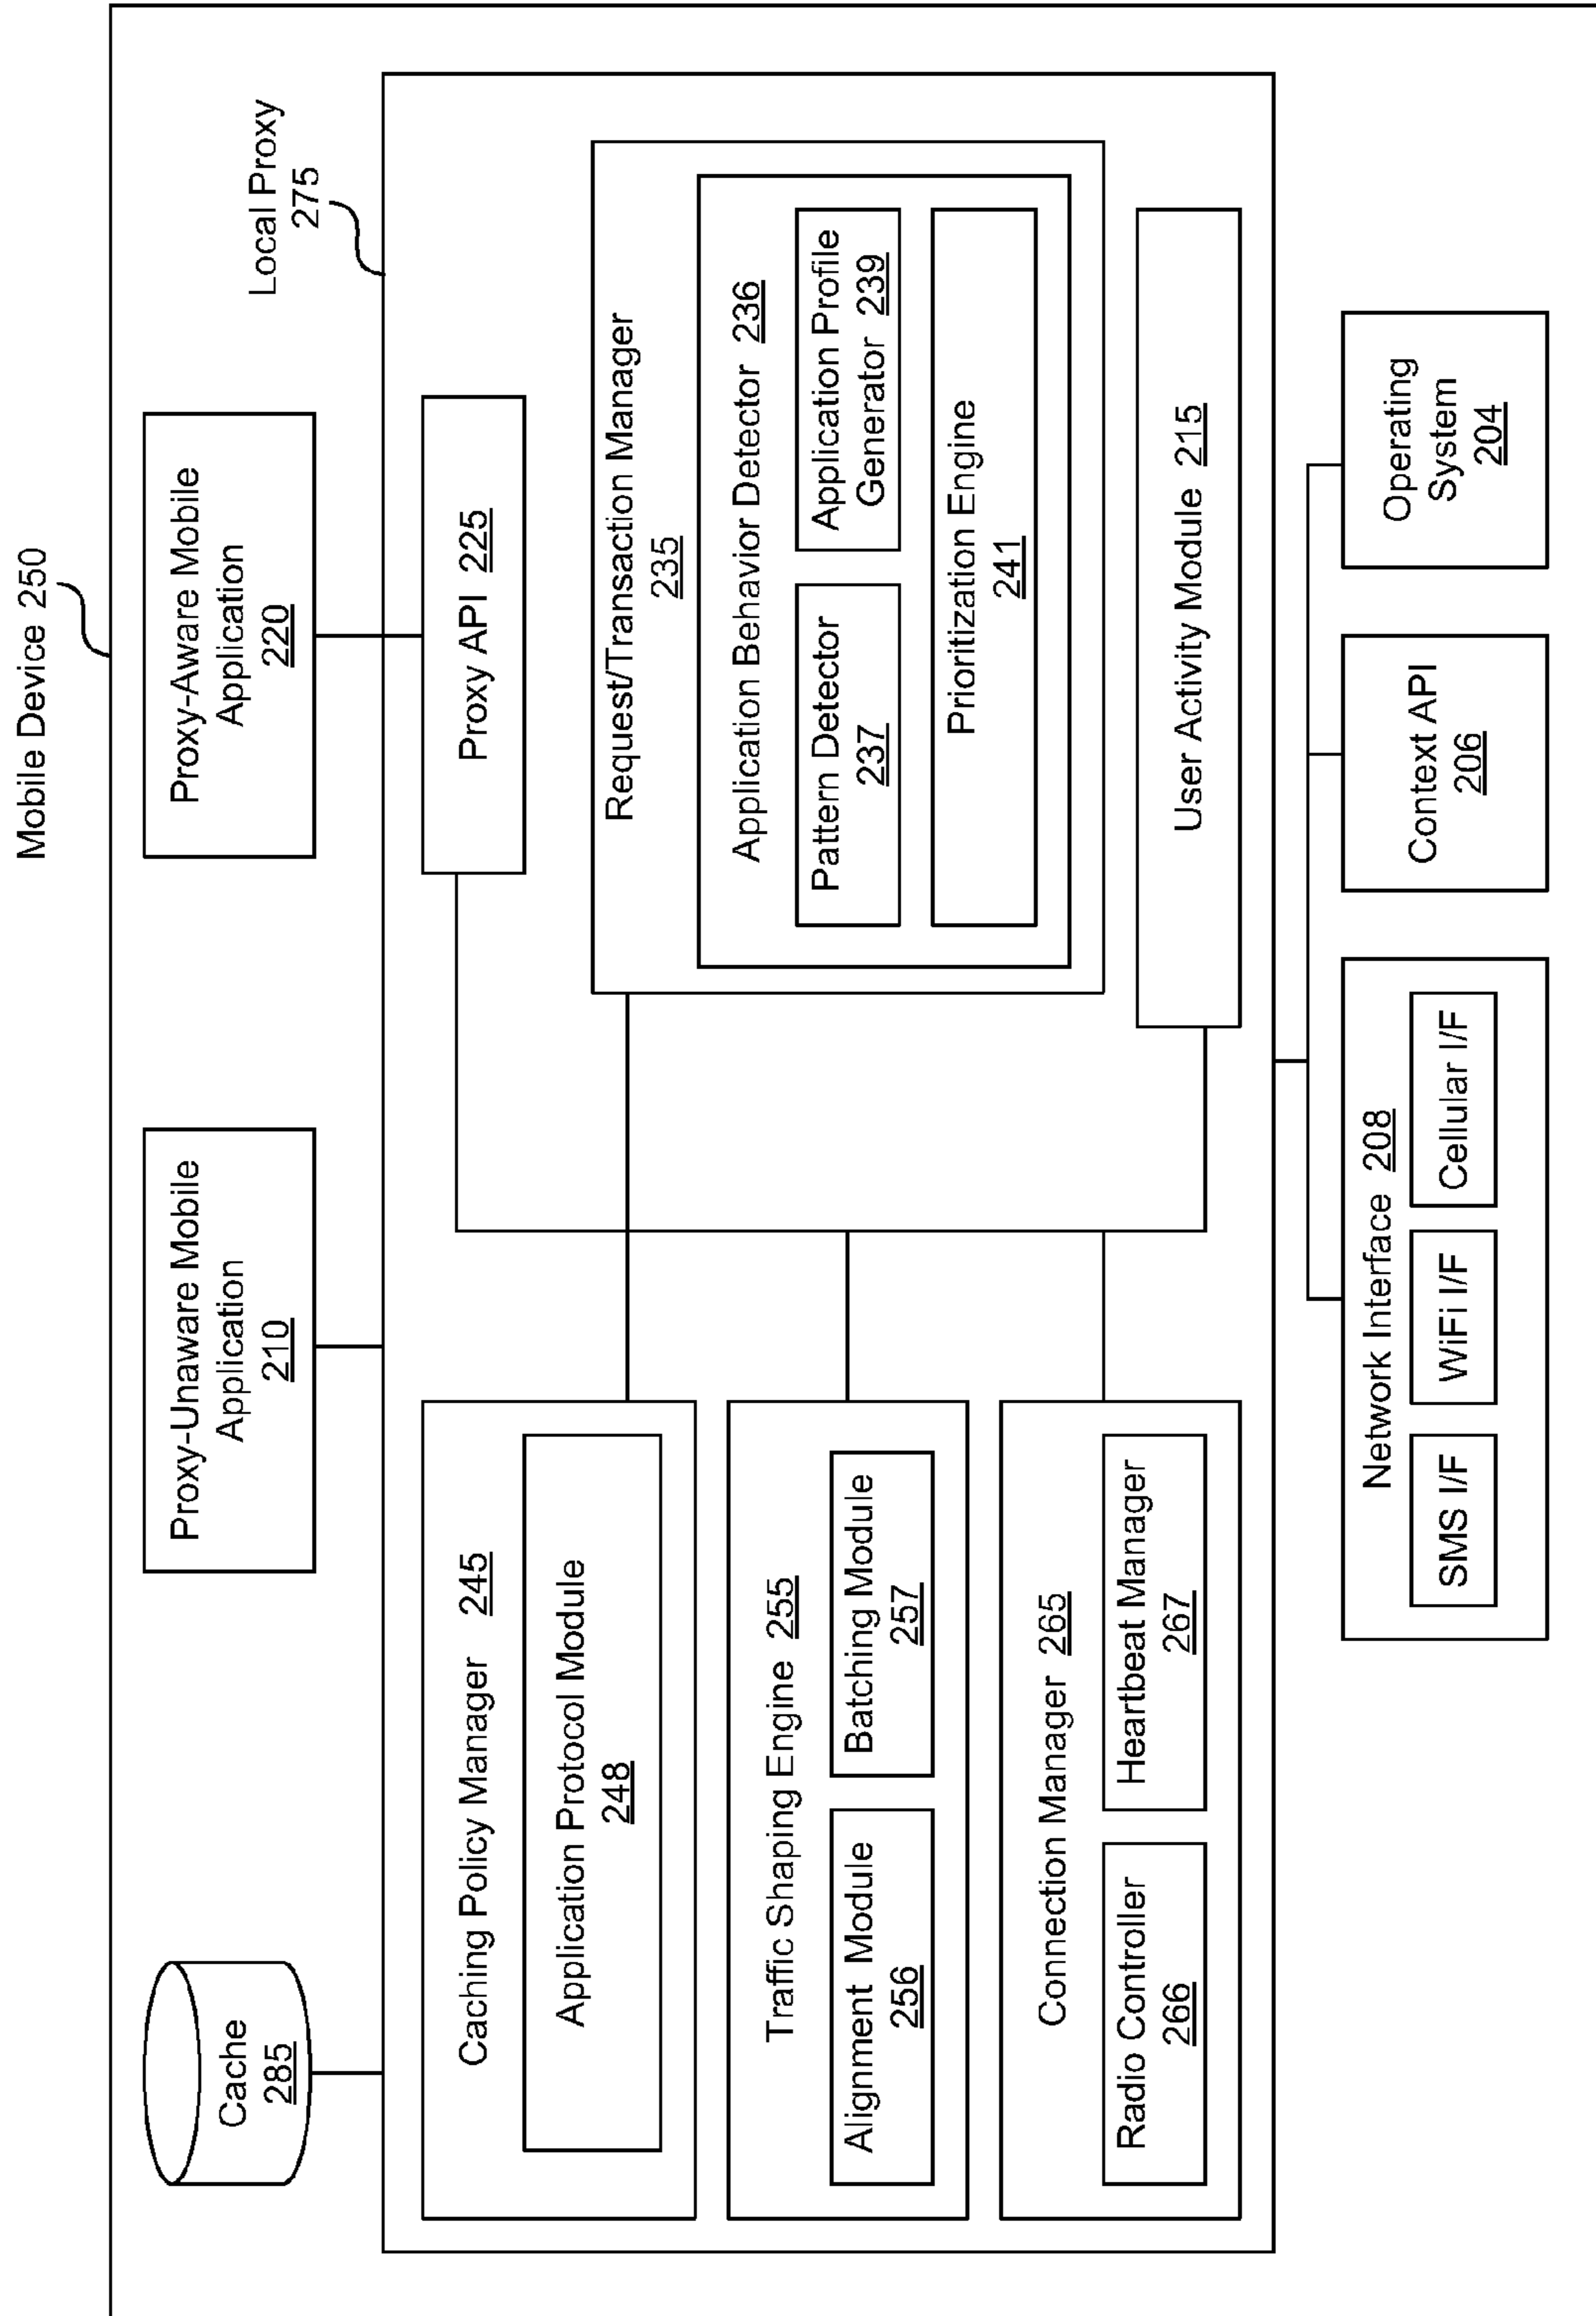 Mobile Device 250
Local Proxy
275
Cache
285
Proxy-Unaware Mobile
Application
210
Proxy-Aware Mobile
Application
220
Caching Policy Manager 245
Application Protocol Module
248
Traffic Shaping Engine 255
Alignment Module
256
Batching Module
257
Connection Manager 265
Radio Controller
266
Heartbeat Manager
267
Proxy API 225
Request/Transaction Manager
235
Application Behavior Detector 236
Pattern Detector
237
Application Profile
Generator 239
Prioritization Engine
241
User Activity Module 215
Network Interface 208
SMS I/F
WiFi I/F
Cellular I/F
Context API
206
Operating
System
204